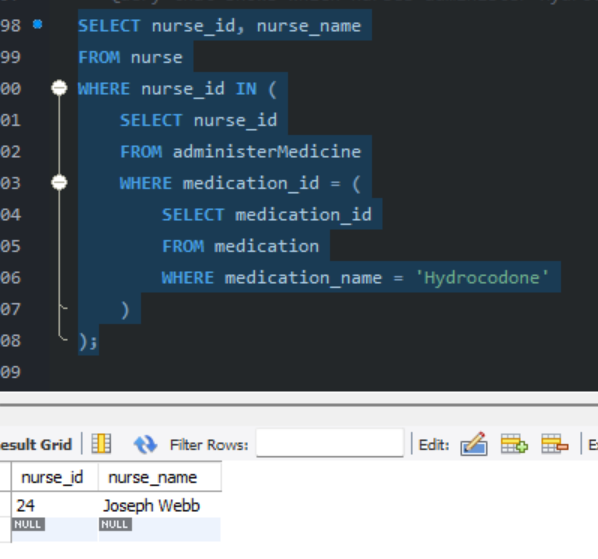 98 SELECT nurse_id, nurse_name
99 FROM nurse
00 WHERE nurse_id IN (
01 SELECT nurse_id
02 FROM administerMedicine
03 WHERE medication_id = (
04 SELECT medication_id
05 FROM medication
06 WHERE medication_name = 'Hydrocodone'
07 )
08 );
09
esult Grid Filter Rows: Edit: E
nurse_id nurse_name
24 Joseph Webb
NULL NULL